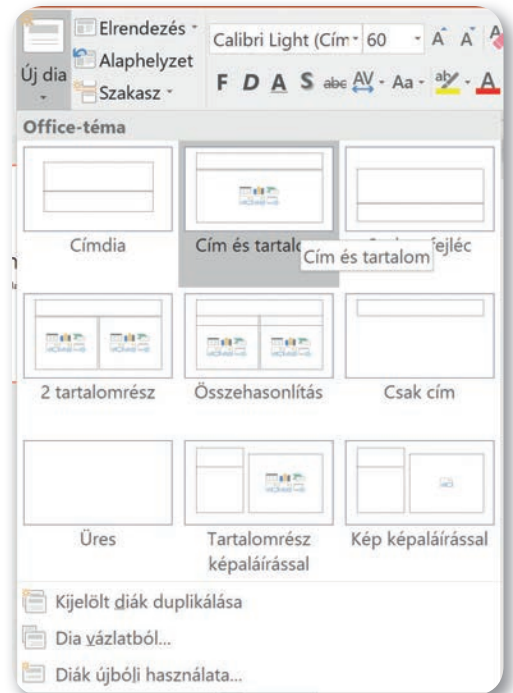 Új dia
Elrendezés
Alaphelyzet
Szakasz
Calibri Light (Cím
60
A A
F D A S abc AV Aa aby A
Office-téma
Címdia
Cím és tartalom
fejléc
Cím és tartalom
2 tartalomrész
Összehasonlítás
Csak cím
Üres
Tartalomrész
képaláírással
Kép képaláírással
Kijelölt diák duplikálása
Dia vázlatból...
Diák újbóli használata...